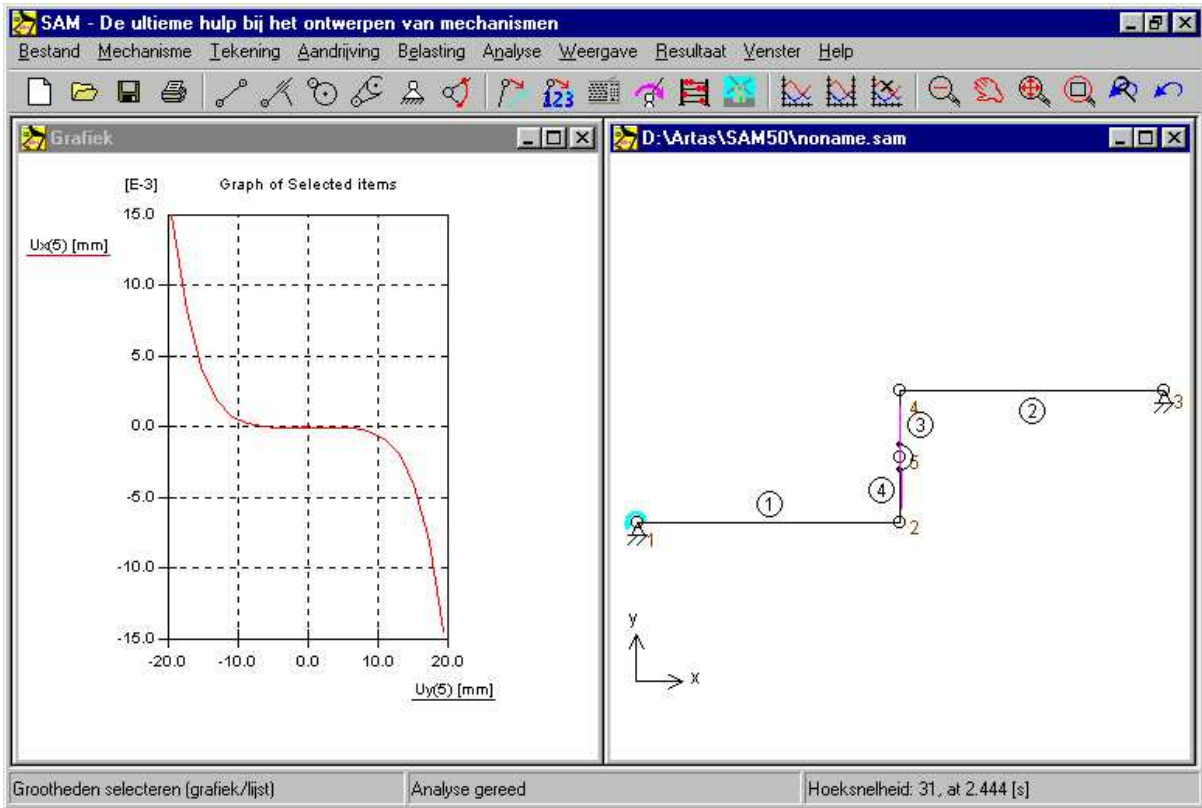 SAM - De ultieme hulp bij het ontwerpen van mechanismen
Bestand Mechanisme Tekening Aandrijving Belasting Analyse Weergave Resultaat Venster Help
123
Grafiek
[E-3] Graph of Selected items
15.0
Ux(5) [mm]
10.0
5.0
0.0
-5.0
-10.0
-15.0
-20.0 -10.0 0.0 10.0 20.0
Uy(5) [mm]
D:\Artas\SAM50\noname.sam
4
2
3
3
5
4
1
2
1
y
x
Grootheden selecteren (grafiek/lijst)
Analyse gereed
Hoeksnelheid: 31, at 2.444 [s]